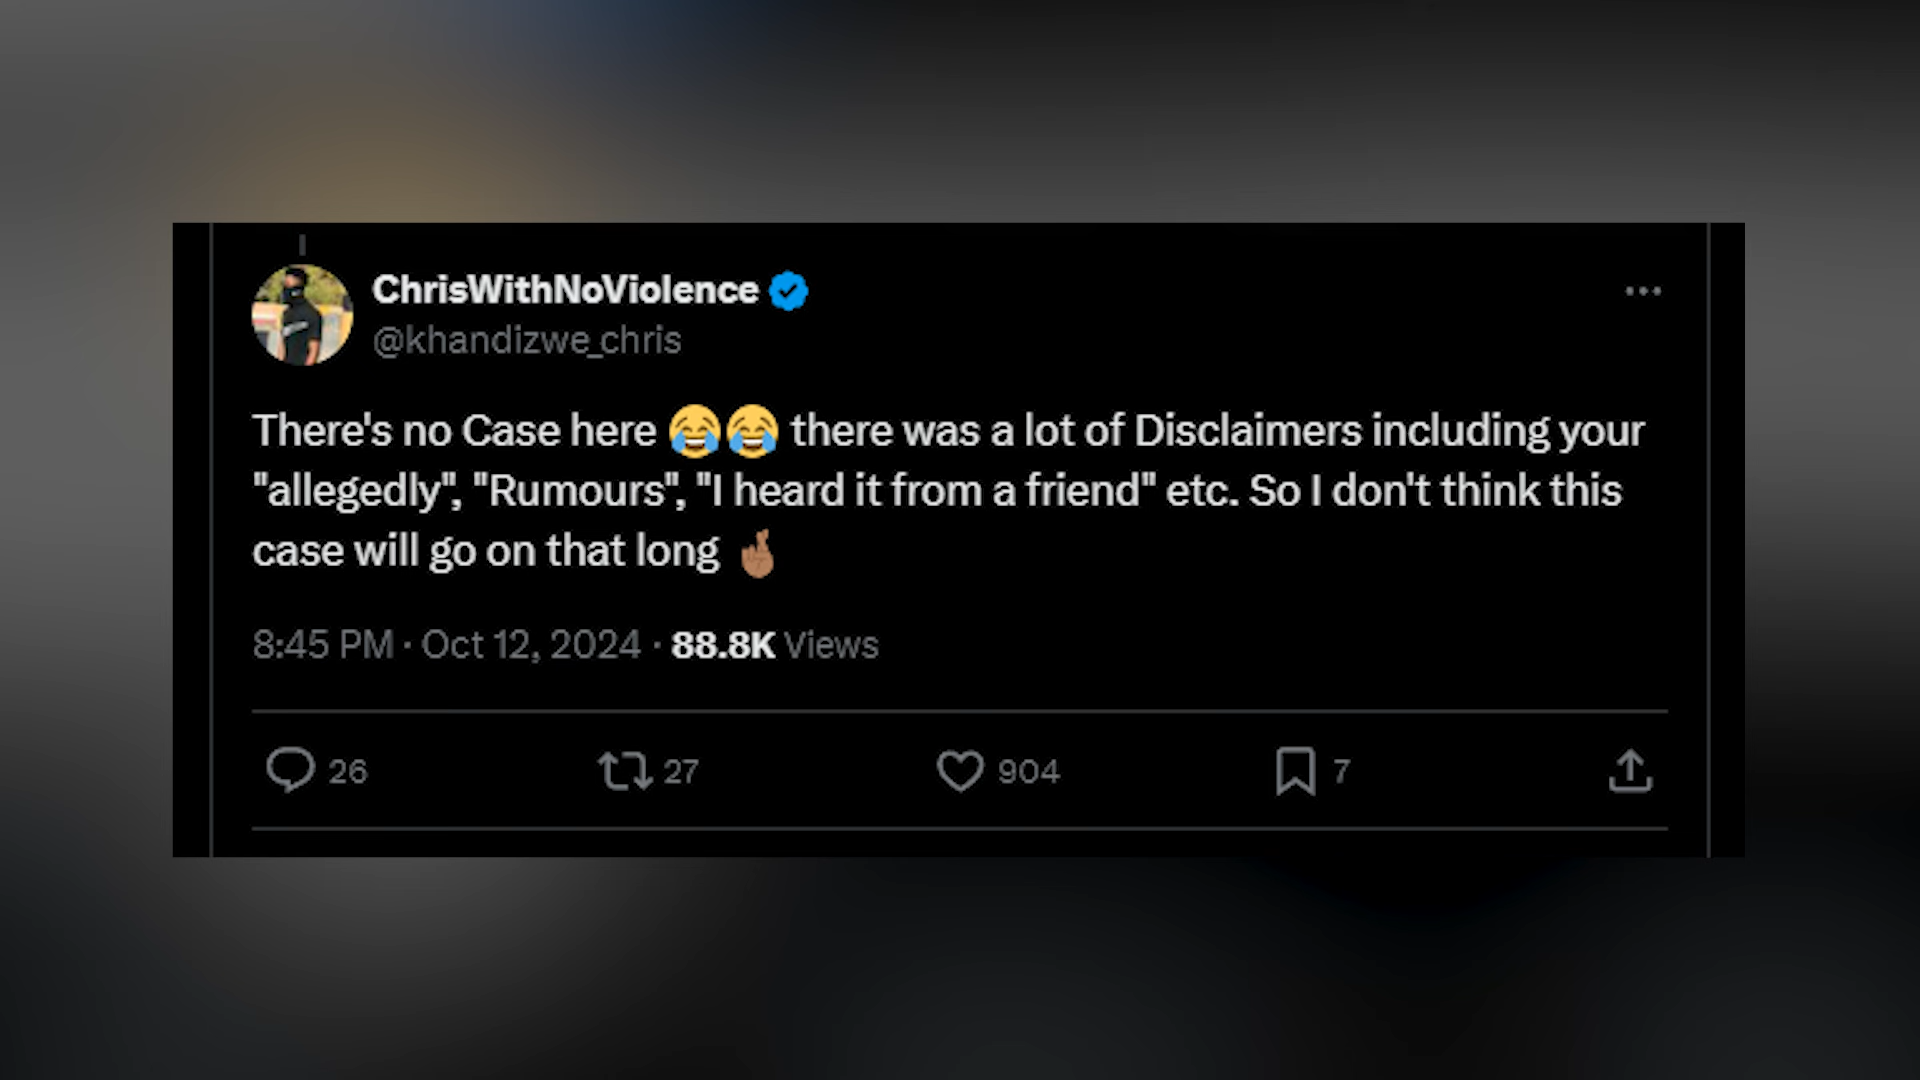 ChrisWithNoViolence
@khandizwe_chris
There's no Case here 😂😂 there was a lot of Disclaimers including your
"allegedly", "Rumours", "I heard it from a friend" etc. So I don't think this
case will go on that long 🤞🏾
8:45 PM · Oct 12, 2024 · 88.8K Views
26 27 904 7